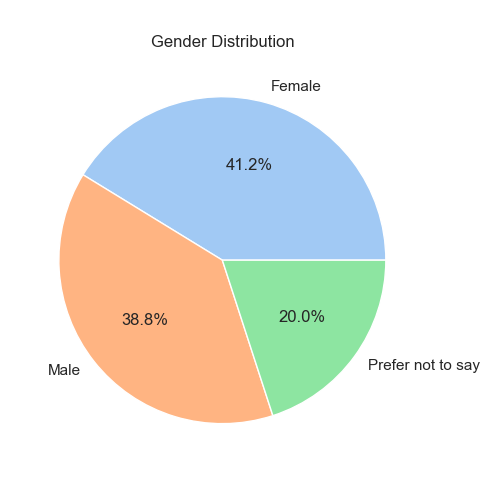 Gender Distribution
Female
41.2%
38.8%
20.0%
Prefer not to say
Male